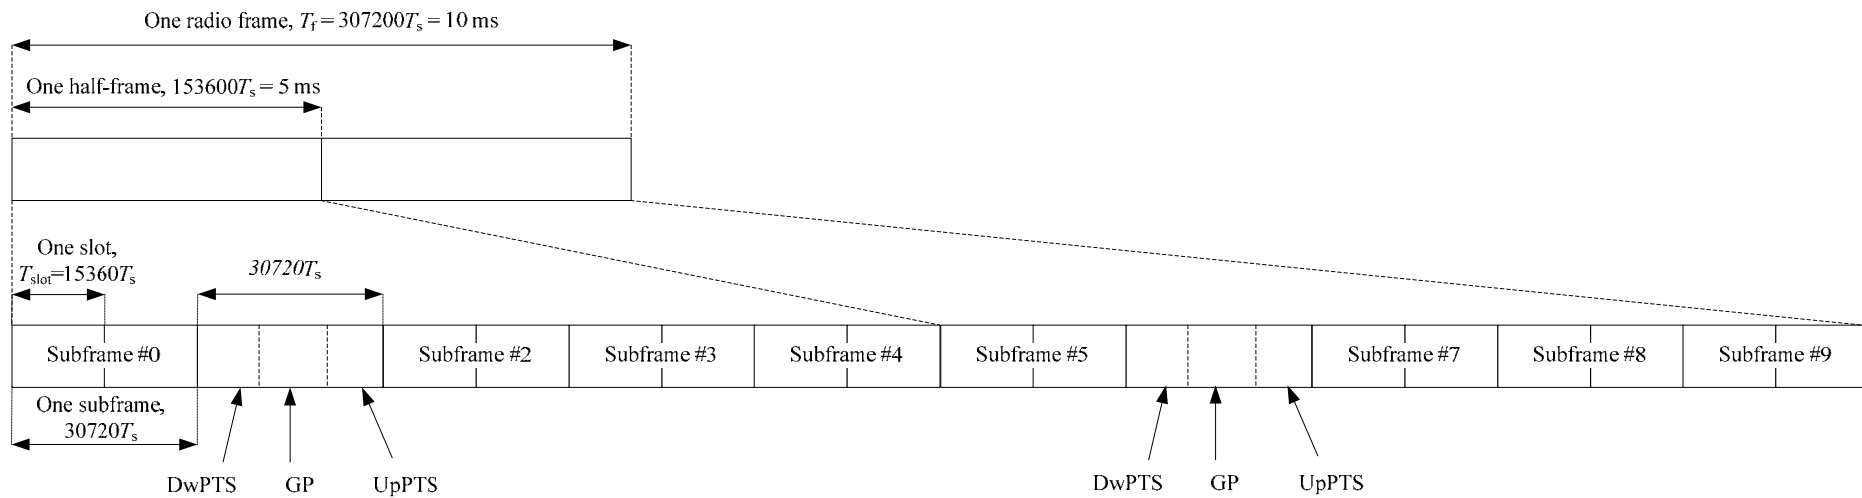 One radio frame, Tf = 307200Ts = 10 ms
One half-frame, 153600Ts = 5 ms
One slot,
Tslot=15360Ts
30720Ts
Subframe #0
Subframe #2
Subframe #3
Subframe #4
Subframe #5
Subframe #7
Subframe #8
Subframe #9
One subframe,
30720Ts
DwPTS
GP
UpPTS
DwPTS
GP
UpPTS